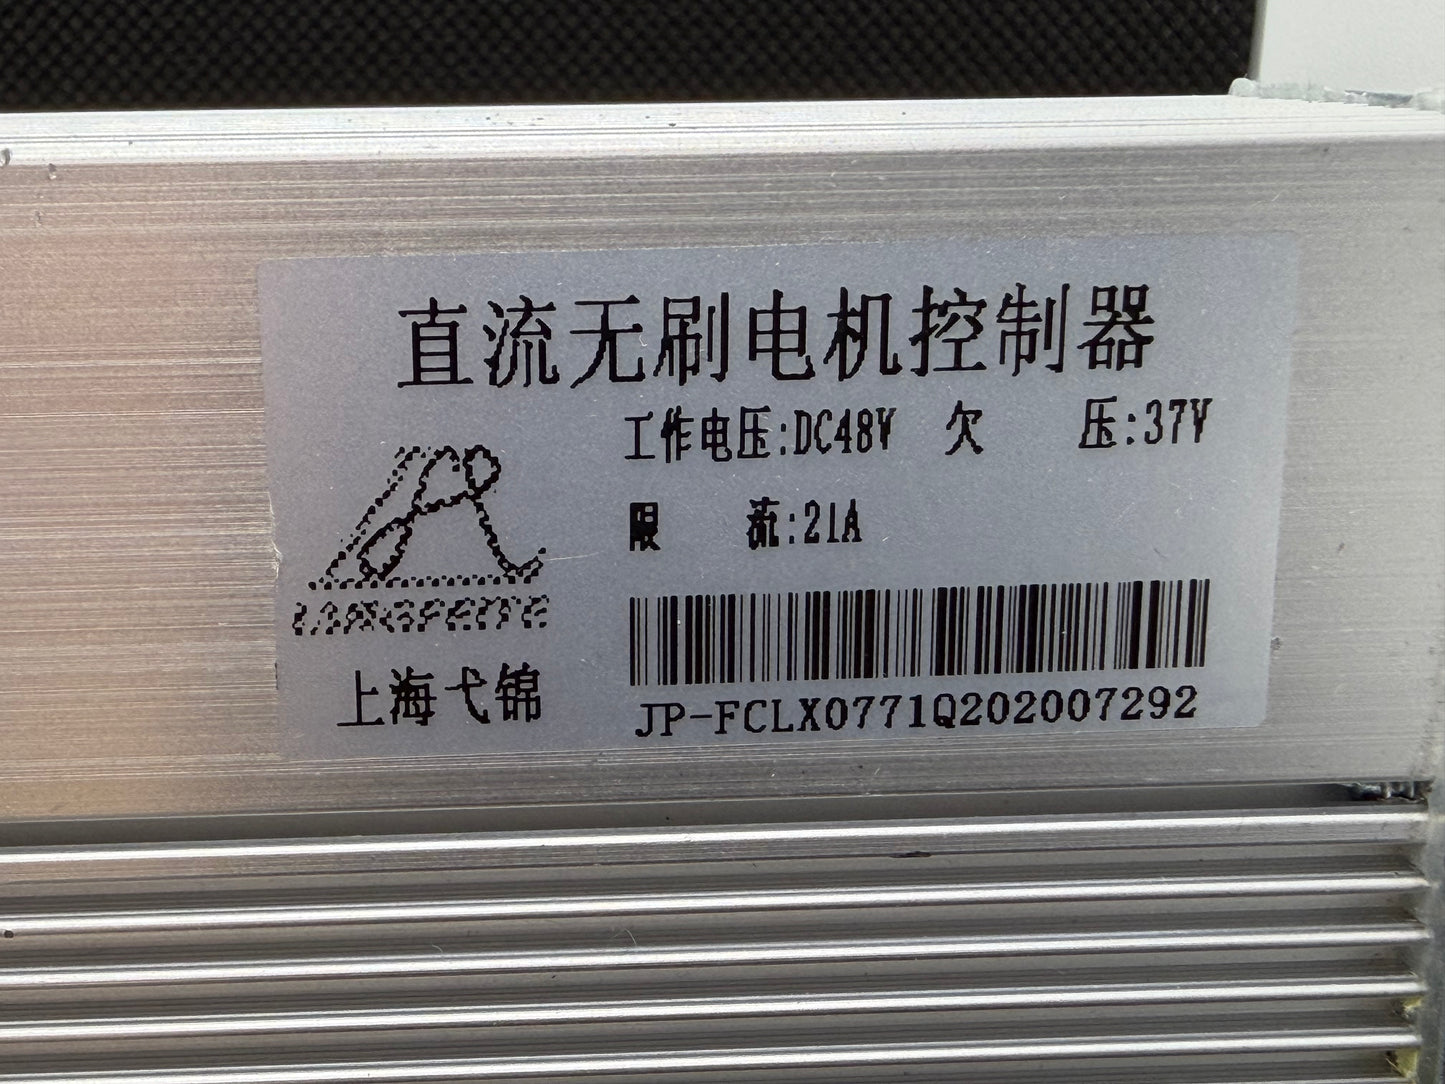 直流无刷电机控制器
工作电压:DC48V 欠 压:37V
限 流:21A
上海弋锦
JP-FCLX0771Q202007292